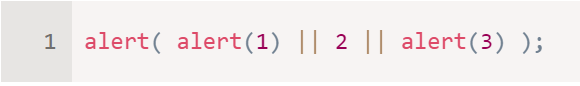 1 alert( alert(1) || 2 || alert(3) );